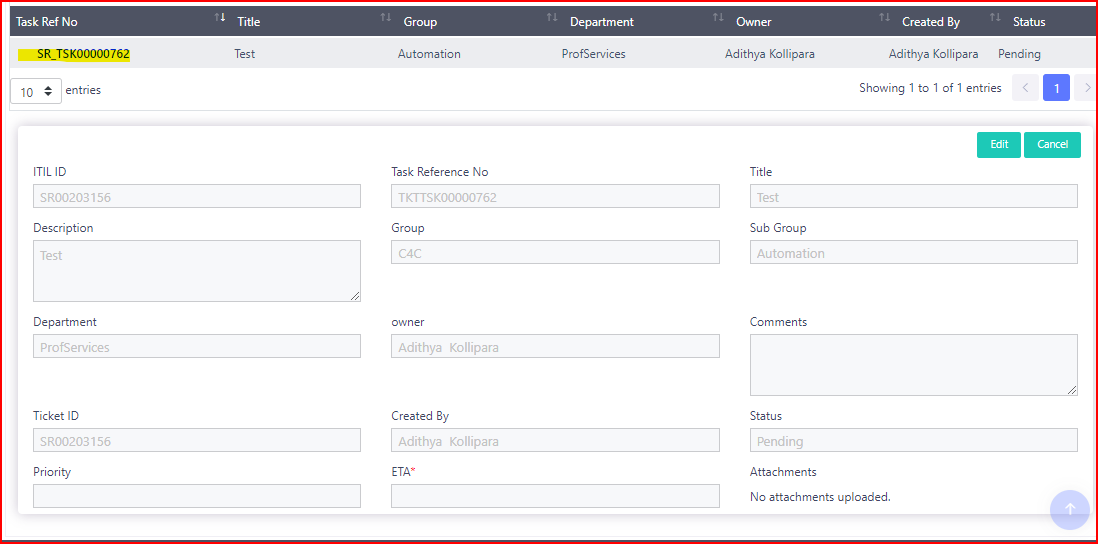 Task Ref No Title Group Department Owner Created By Status
SR_TSK00000762 Test Automation ProfServices Adithya Kollipara Adithya Kollipara Pending
10 entries Showing 1 to 1 of 1 entries 1
Edit Cancel
ITIL ID Task Reference No Title
SR00203156 TKTTSK00000762 Test
Description Group Sub Group
Test C4C Automation
Department owner Comments
ProfServices Adithya Kollipara
Ticket ID Created By Status
SR00203156 Adithya Kollipara Pending
Priority ETA* Attachments
No attachments uploaded.